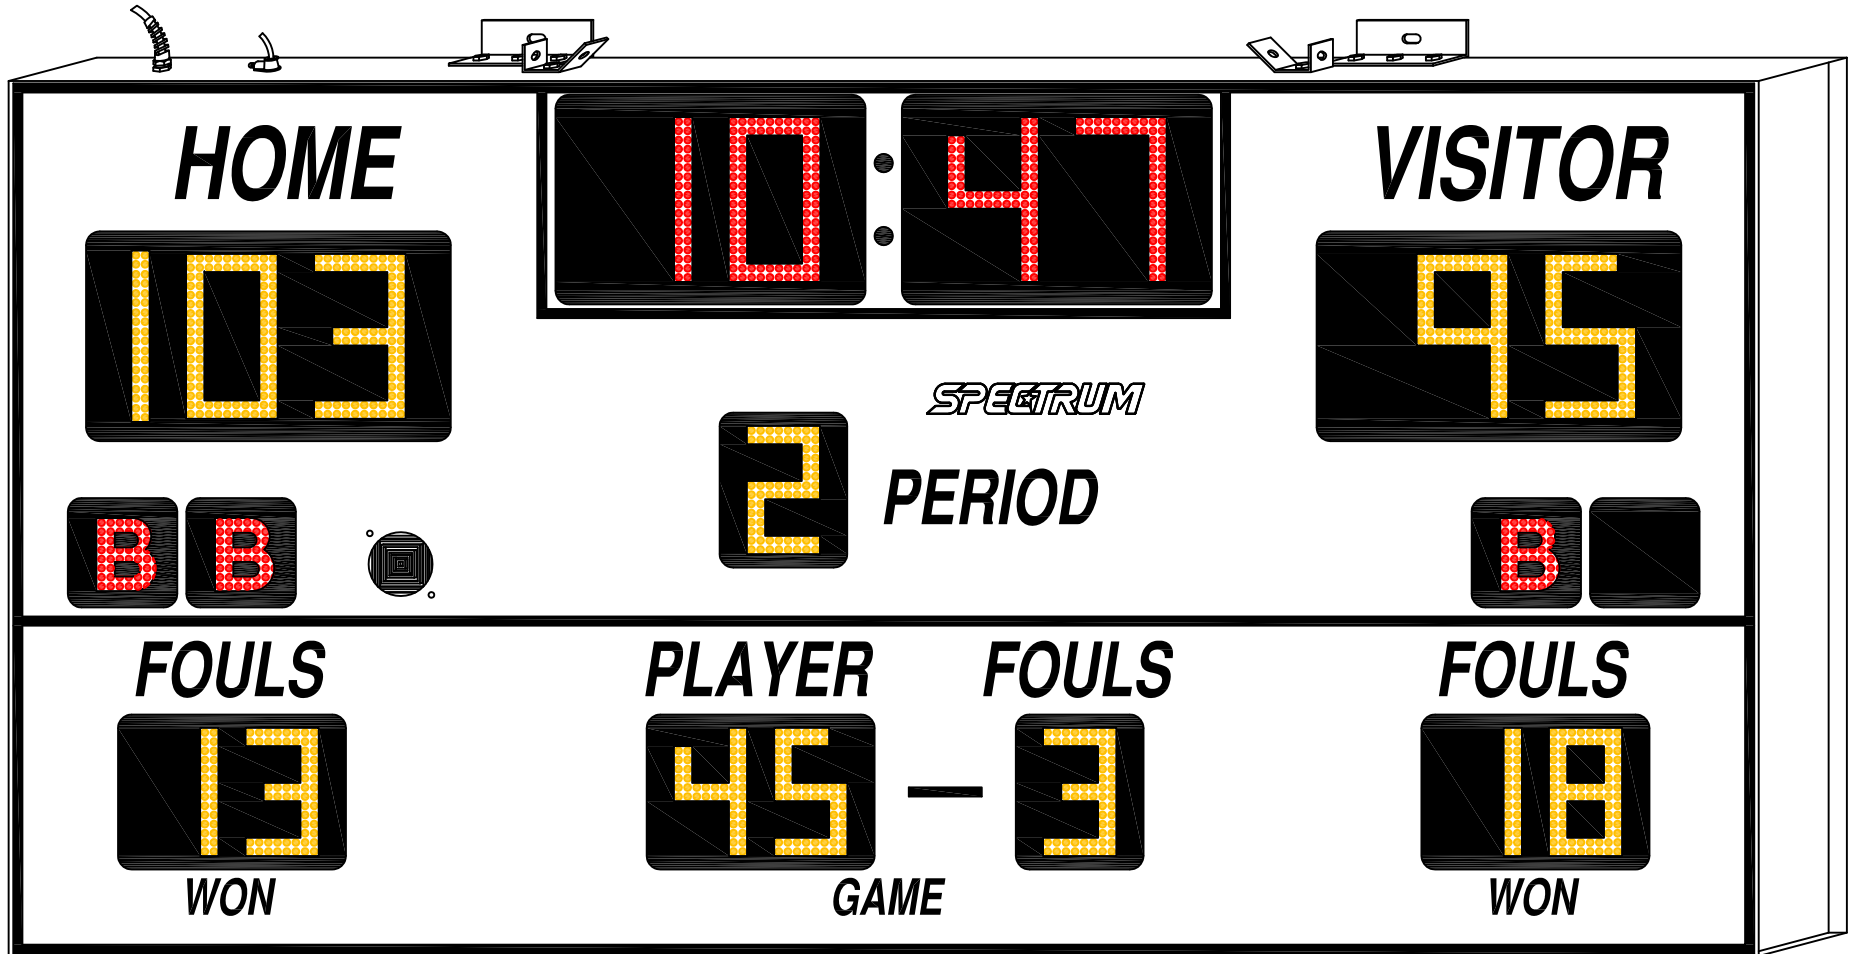 10:47
HOME VISITOR
103 95
SPECTRUM
2 PERIOD
B B B
FOULS PLAYER FOULS FOULS
13 45 — 3 18
WON GAME WON